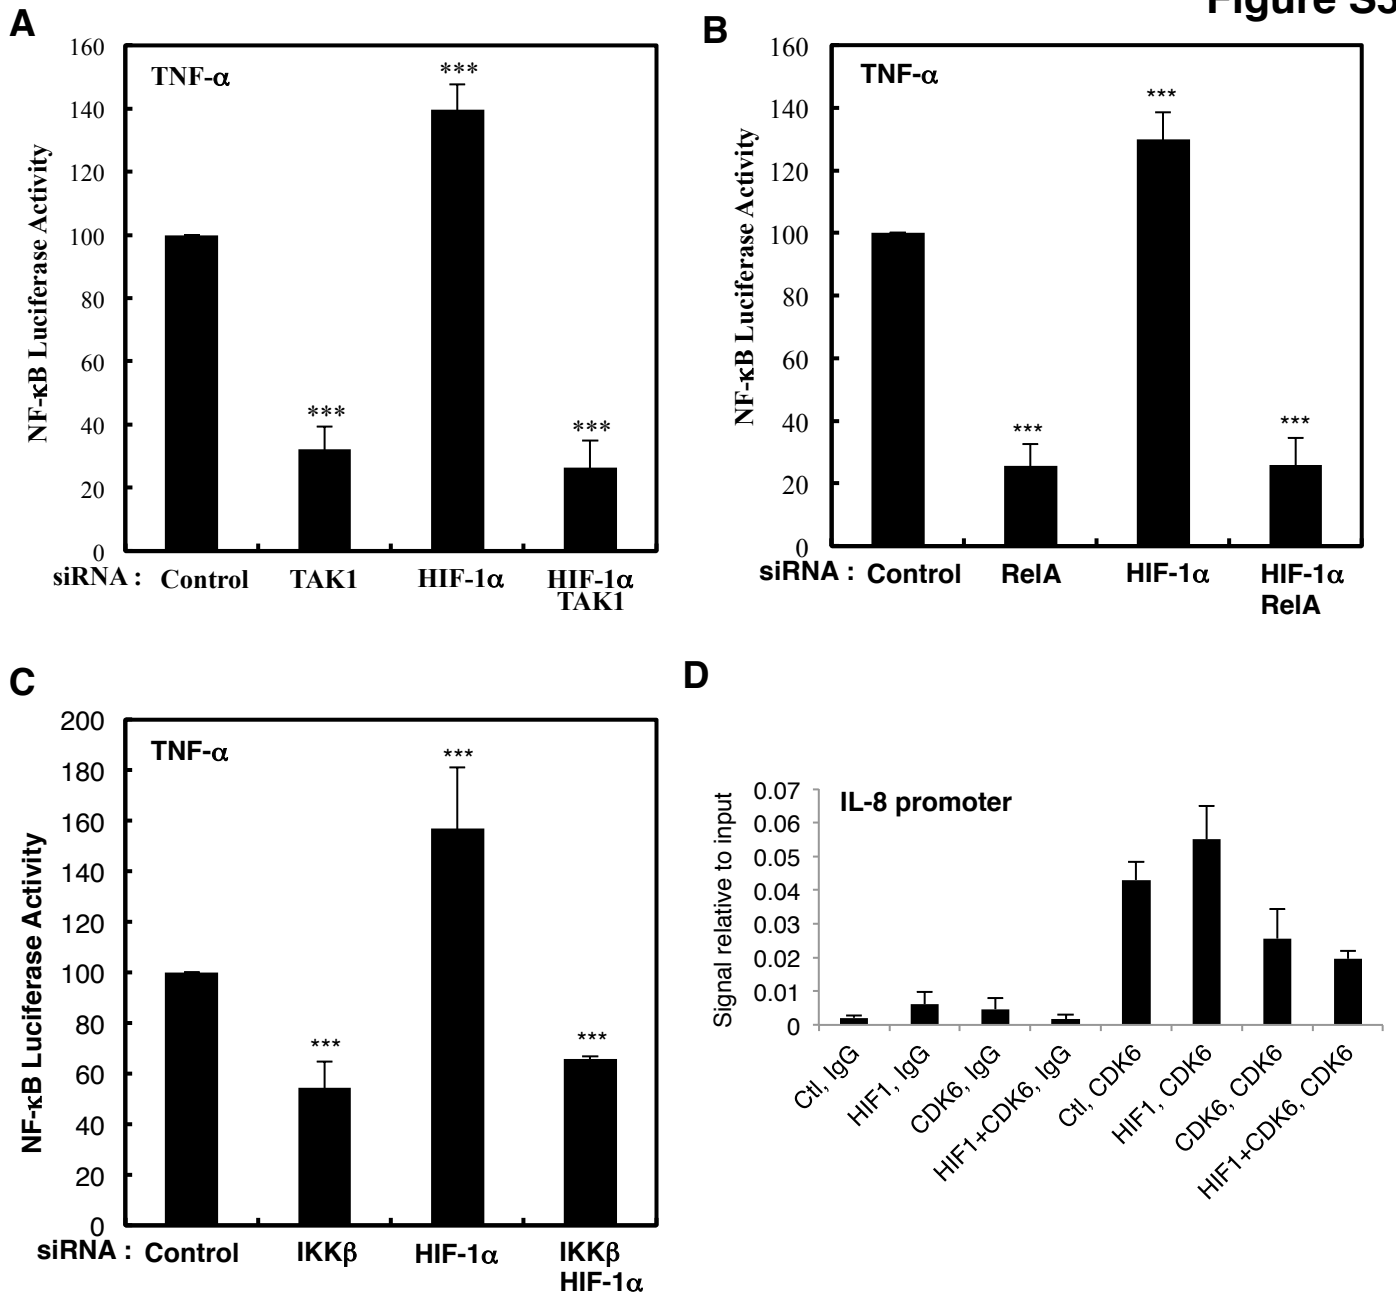 Figure S5
A
160
140
120
100
80
60
40
20
0
NF-κB Luciferase Activity
TNF-α
***
***
***
siRNA : Control TAK1 HIF-1α HIF-1α
TAK1
B
160
140
120
100
80
60
40
20
0
NF-κB Luciferase Activity
TNF-α
***
***
***
siRNA : Control RelA HIF-1α HIF-1α
RelA
C
200
180
160
140
120
100
80
60
40
20
0
NF-κB Luciferase Activity
TNF-α
***
***
***
siRNA : Control IKKβ HIF-1α IKKβ
HIF-1α
D
0.07
0.06
0.05
0.04
0.03
0.02
0.01
0
Signal relative to input
IL-8 promoter
Ctl, IgG
HIF1, IgG
CDK6, IgG
HIF1+CDK6, IgG
Ctl, CDK6
HIF1, CDK6
CDK6, CDK6
HIF1+CDK6, CDK6